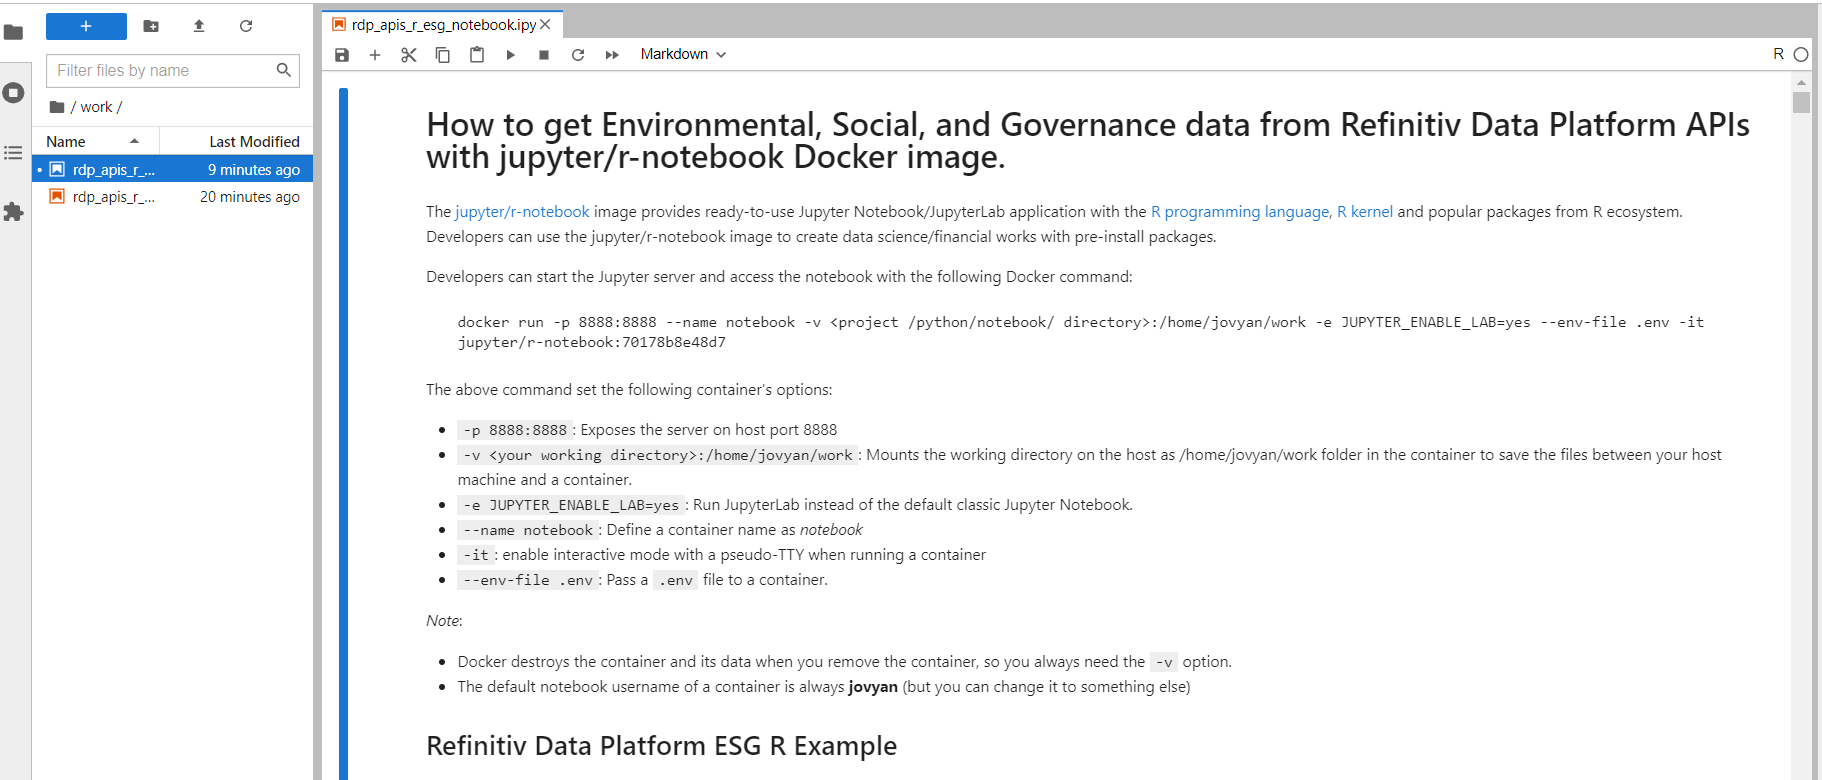 rdp_apis_r_esg_notebook.ipy
Filter files by name
Markdown
R
/ work /
Name
Last Modified
rdp_apis_r_...
9 minutes ago
rdp_apis_r_...
20 minutes ago
How to get Environmental, Social, and Governance data from Refinitiv Data Platform APIs
with jupyter/r-notebook Docker image.
The jupyter/r-notebook image provides ready-to-use Jupyter Notebook/JupyterLab application with the R programming language, R kernel and popular packages from R ecosystem.
Developers can use the jupyter/r-notebook image to create data science/financial works with pre-install packages.
Developers can start the Jupyter server and access the notebook with the following Docker command:
docker run -p 8888:8888 --name notebook -v <project /python/notebook/ directory>:/home/jovyan/work -e JUPYTER_ENABLE_LAB=yes --env-file .env -it
jupyter/r-notebook:70178b8e48d7
The above command set the following container's options:
-p 8888:8888 : Exposes the server on host port 8888
-v <your working directory>:/home/jovyan/work : Mounts the working directory on the host as /home/jovyan/work folder in the container to save the files between your host
machine and a container.
-e JUPYTER_ENABLE_LAB=yes : Run JupyterLab instead of the default classic Jupyter Notebook.
--name notebook : Define a container name as notebook
-it : enable interactive mode with a pseudo-TTY when running a container
--env-file .env : Pass a .env file to a container.
Note:
Docker destroys the container and its data when you remove the container, so you always need the -v option.
The default notebook username of a container is always jovyan (but you can change it to something else)
Refinitiv Data Platform ESG R Example